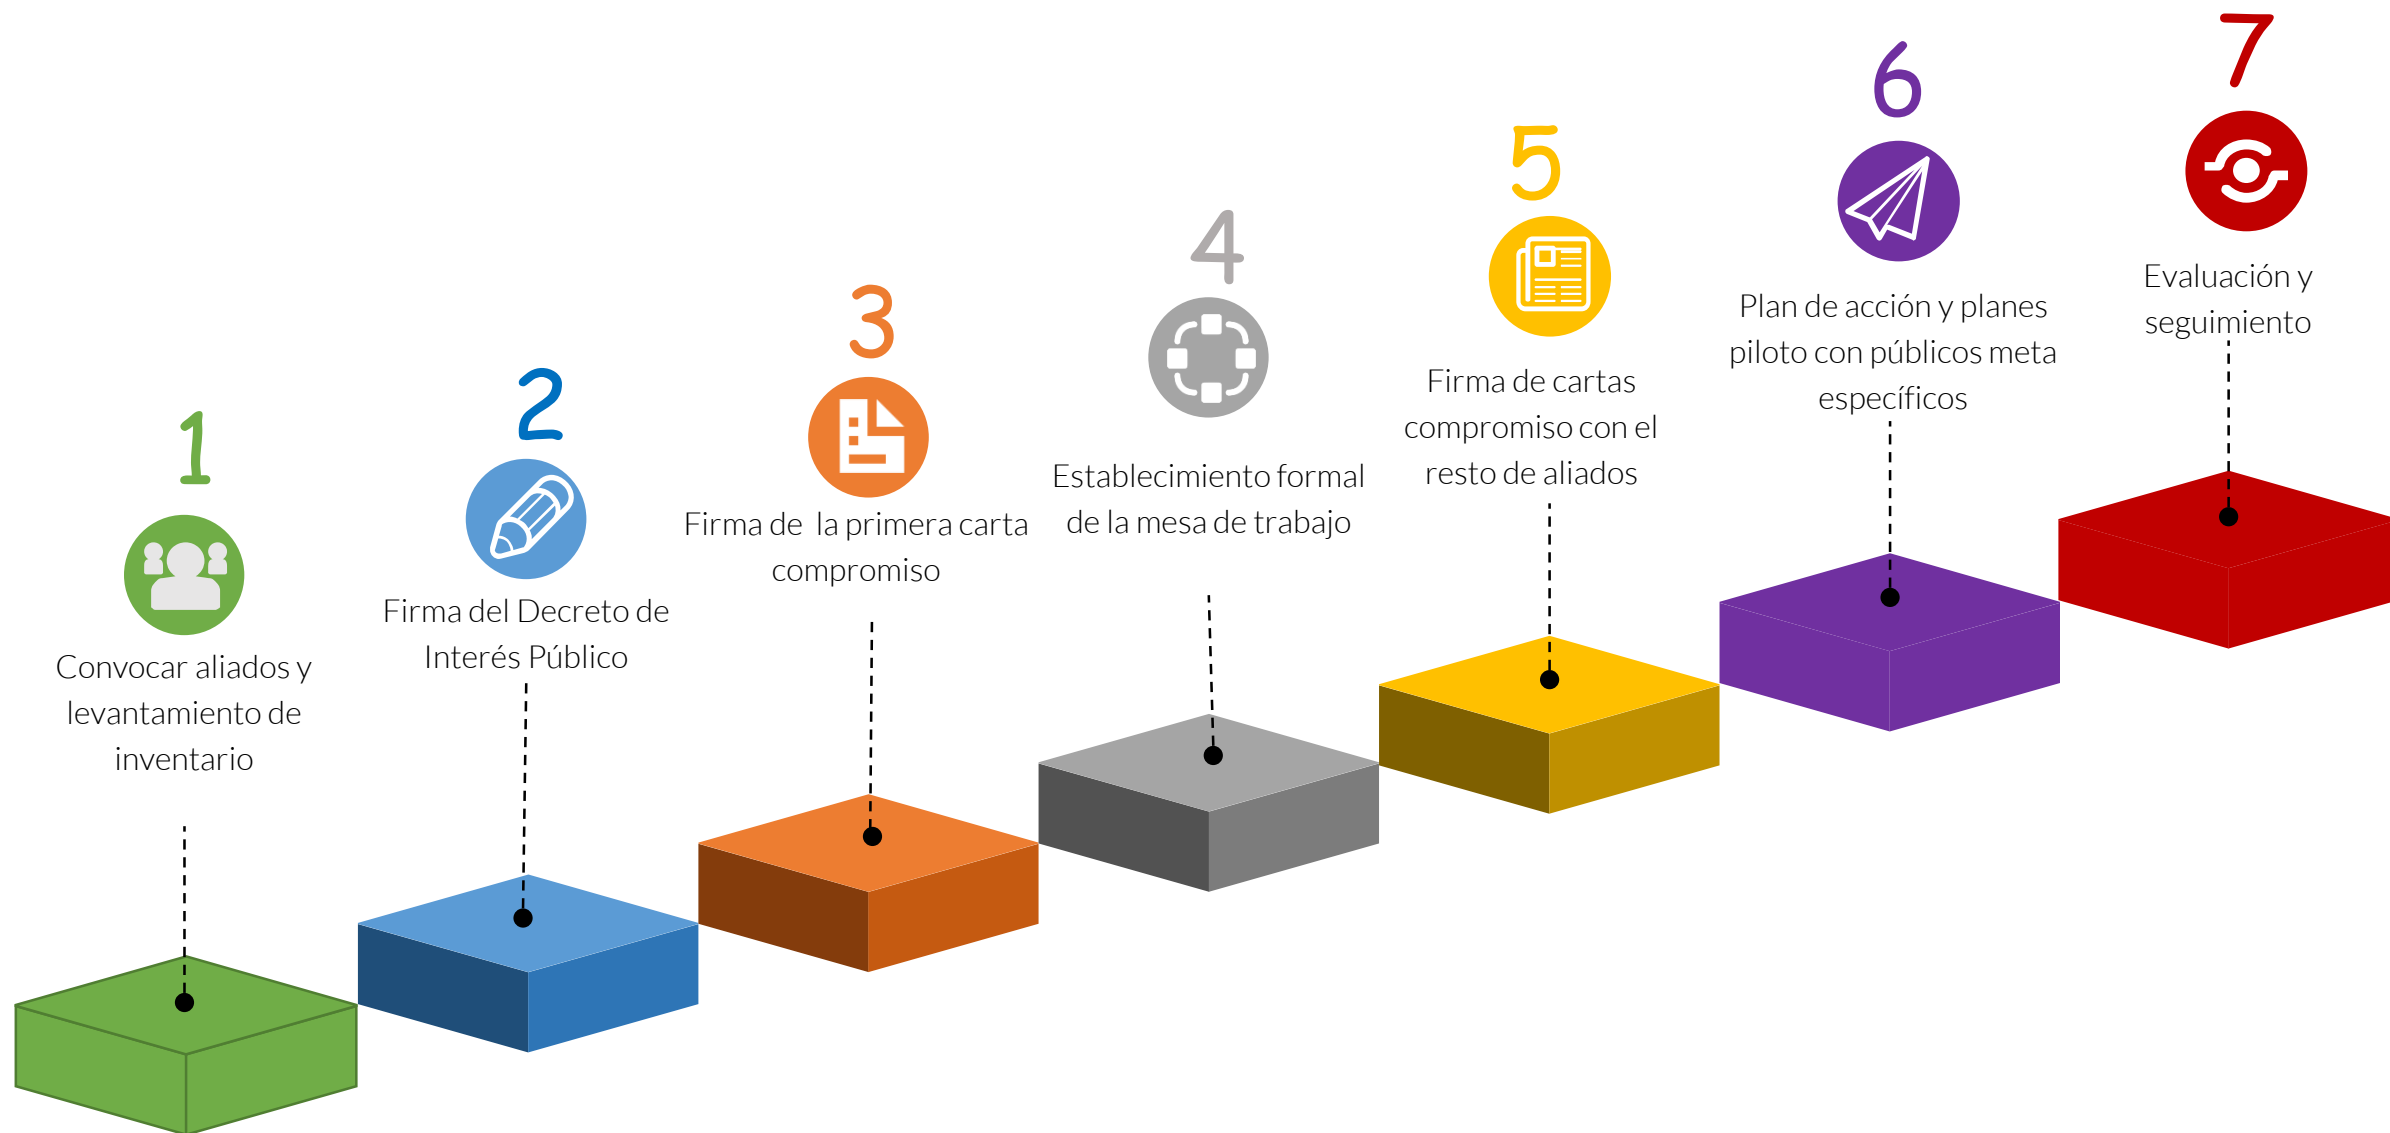 1
Convocar aliados y
levantamiento de
inventario
2
Firma del Decreto de
Interés Público
3
Firma de  la primera carta
compromiso
4
Establecimiento formal
de la mesa de trabajo
5
Firma de cartas
compromiso con el
resto de aliados
6
Plan de acción y planes
piloto con públicos meta
específicos
7
Evaluación y
seguimiento